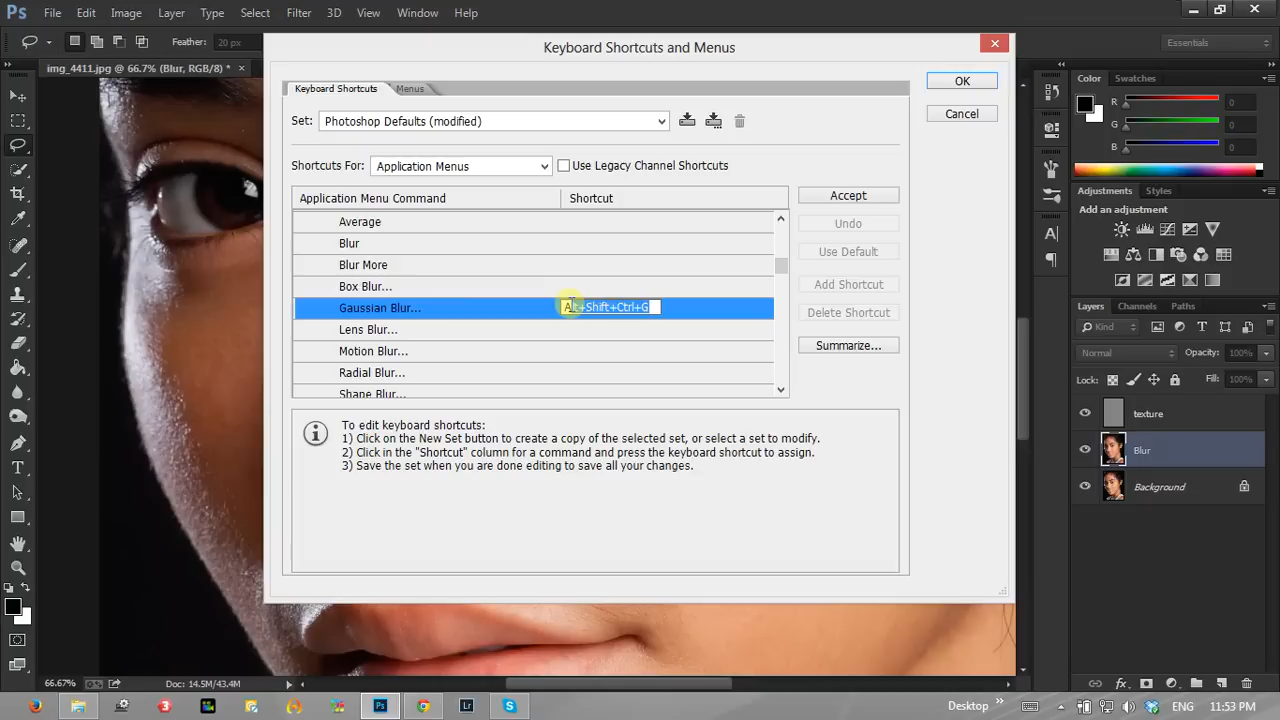 Ps File Edit Image Layer Type Select Filter 3D View Window Help
Feather: 20 px
Essentials
img_4411.jpg @ 66.7% (Blur, RGB/8) * ×
Keyboard Shortcuts and Menus
Keyboard Shortcuts Menus
OK
Cancel
Set: Photoshop Defaults (modified)
Shortcuts For: Application Menus
Use Legacy Channel Shortcuts
Application Menu Command Shortcut
Average
Blur
Blur More
Box Blur...
Gaussian Blur... Alt+Shift+Ctrl+G
Lens Blur...
Motion Blur...
Radial Blur...
Shape Blur...
Accept
Undo
Use Default
Add Shortcut
Delete Shortcut
Summarize...
To edit keyboard shortcuts:
1) Click on the New Set button to create a copy of the selected set, or select a set to modify.
2) Click in the "Shortcut" column for a command and press the keyboard shortcut to assign.
3) Save the set when you are done editing to save all your changes.
Color Swatches
R 0
G 0
B 0
Adjustments Styles
Add an adjustment
Layers Channels Paths
Kind
Normal Opacity: 100%
Lock: Fill: 100%
texture
Blur
Background
fx
66.67% Doc: 14.5M/43.4M
Desktop ENG 11:53 PM